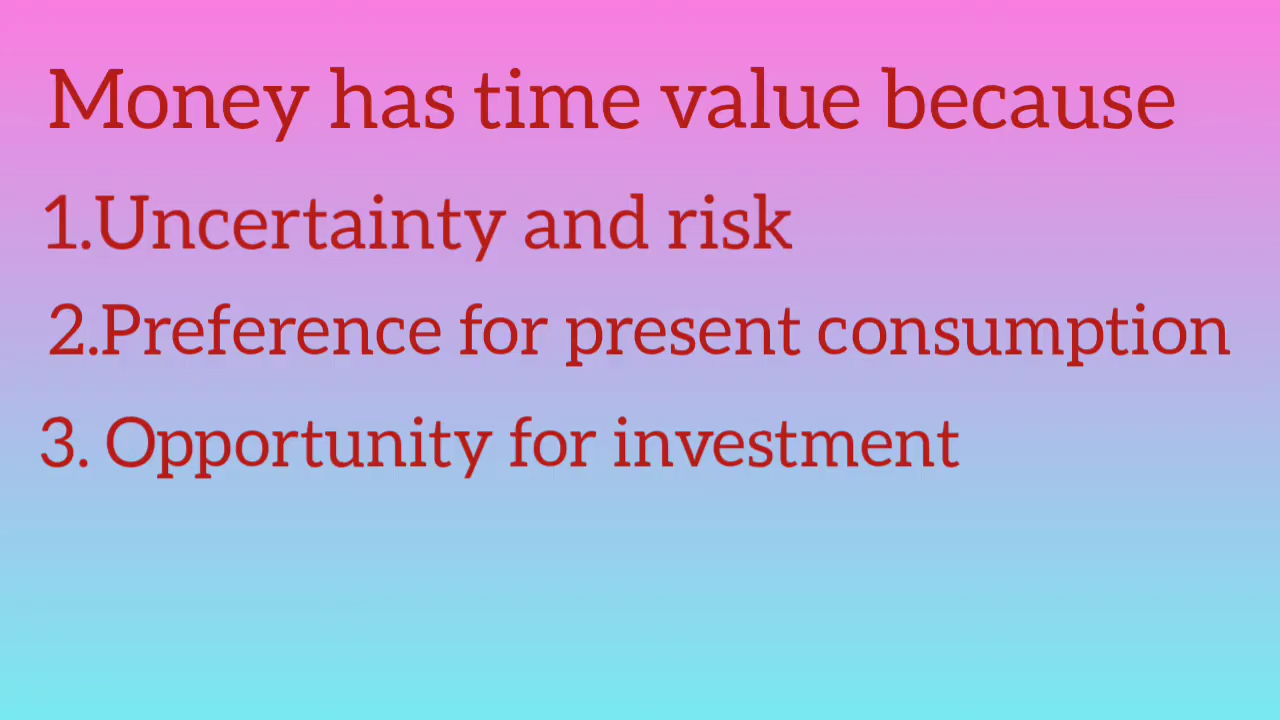 Money has time value because
1.Uncertainty and risk
2.Preference for present consumption
3. Opportunity for investment